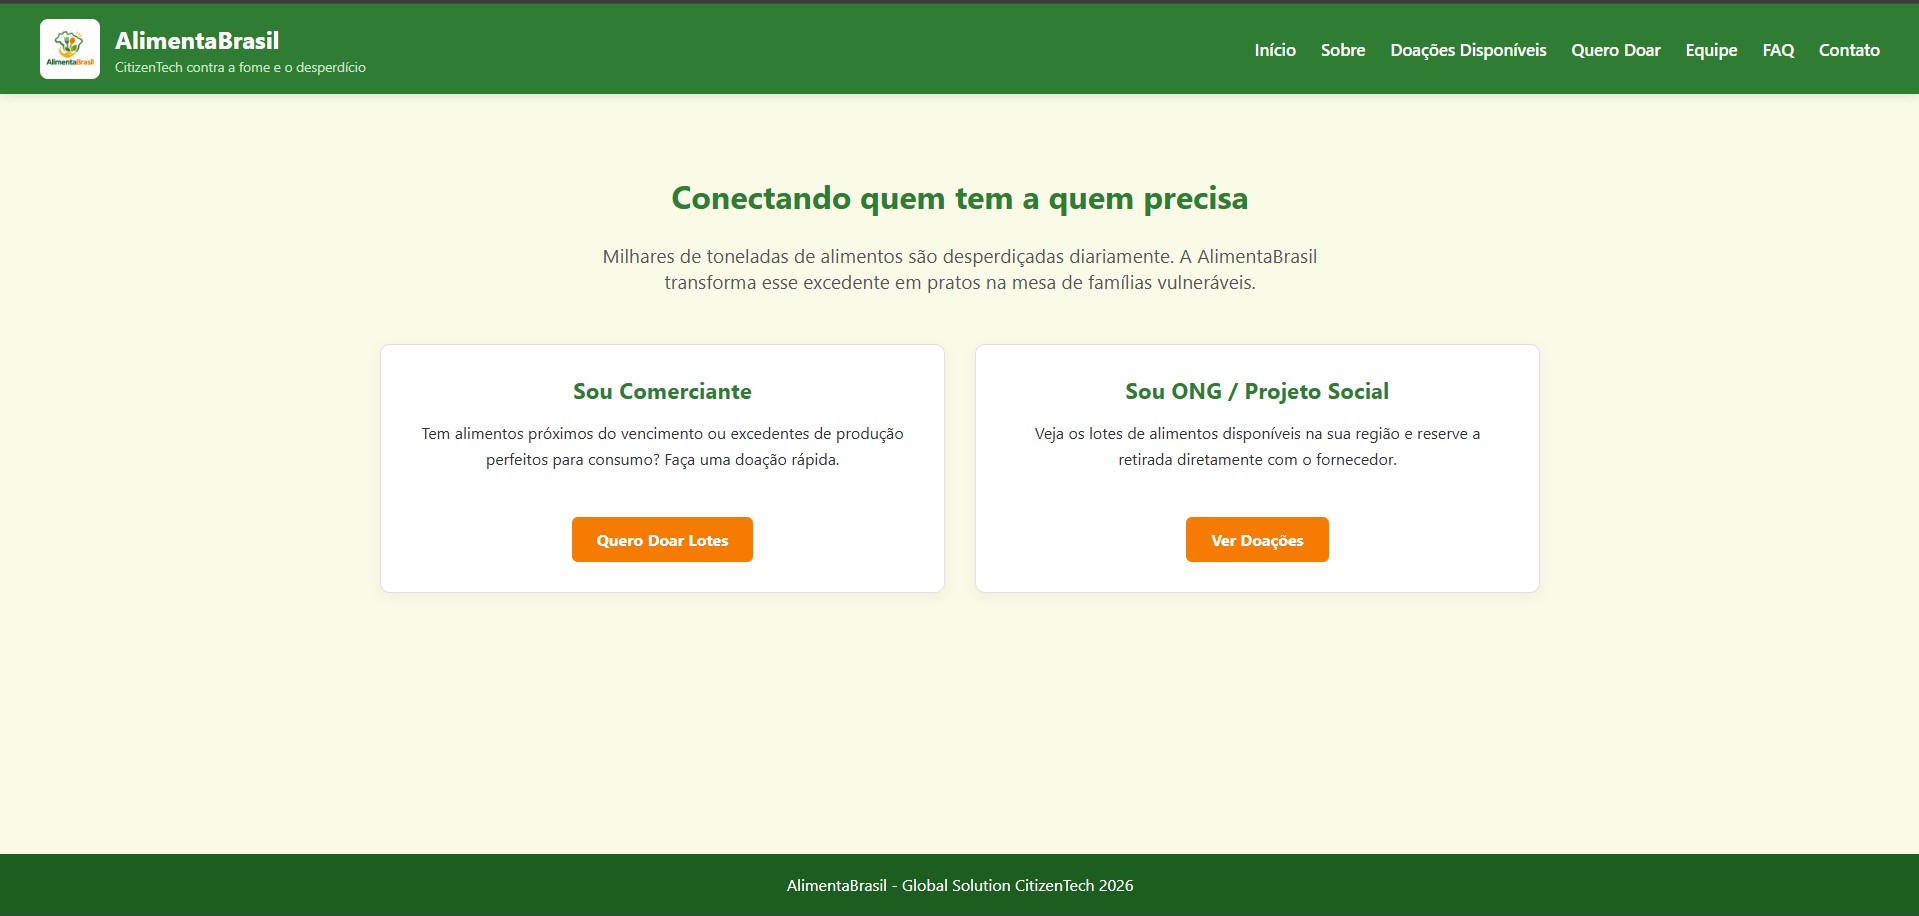 AlimentaBrasil
AlimentaBrasil
CitizenTech contra a fome e o desperdício
Início
Sobre
Doações Disponíveis
Quero Doar
Equipe
FAQ
Contato
Conectando quem tem a quem precisa
Milhares de toneladas de alimentos são desperdiçadas diariamente. A AlimentaBrasil
transforma esse excedente em pratos na mesa de famílias vulneráveis.
Sou Comerciante
Tem alimentos próximos do vencimento ou excedentes de produção
perfeitos para consumo? Faça uma doação rápida.
Quero Doar Lotes
Sou ONG / Projeto Social
Veja os lotes de alimentos disponíveis na sua região e reserve a
retirada diretamente com o fornecedor.
Ver Doações
AlimentaBrasil - Global Solution CitizenTech 2026